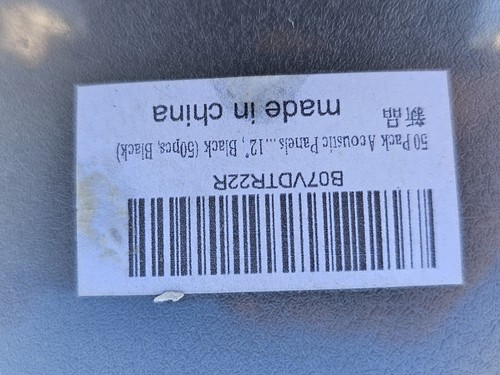 B07VDTR22R
50 Pack Acoustic Panels...12", Black (50pcs, Black)
新品
made in china